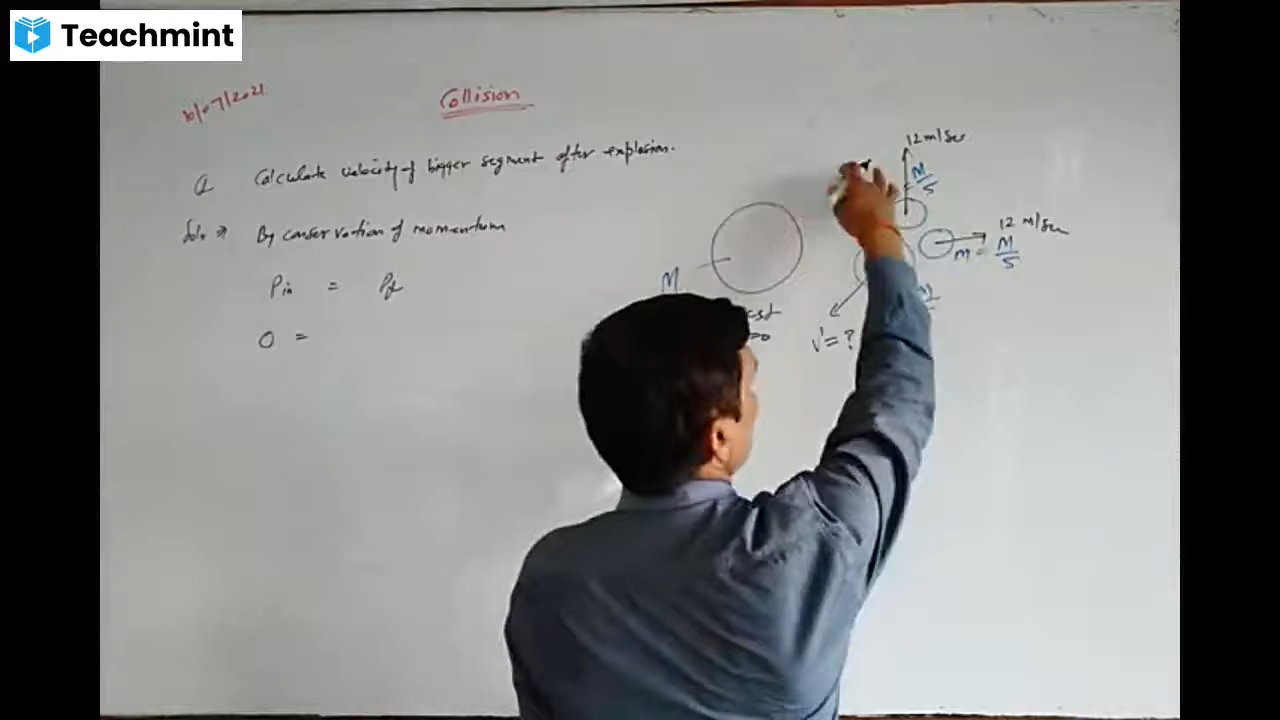 Teachmint
10/07/2021
Collision
Q Calculate velocity of bigger segment after explosion.
Soln ⇒ By conservation of momentum
Pin = Pf
0 =
12 m/sec
M/5
12 m/sec
m = M/5
M
v' = ?